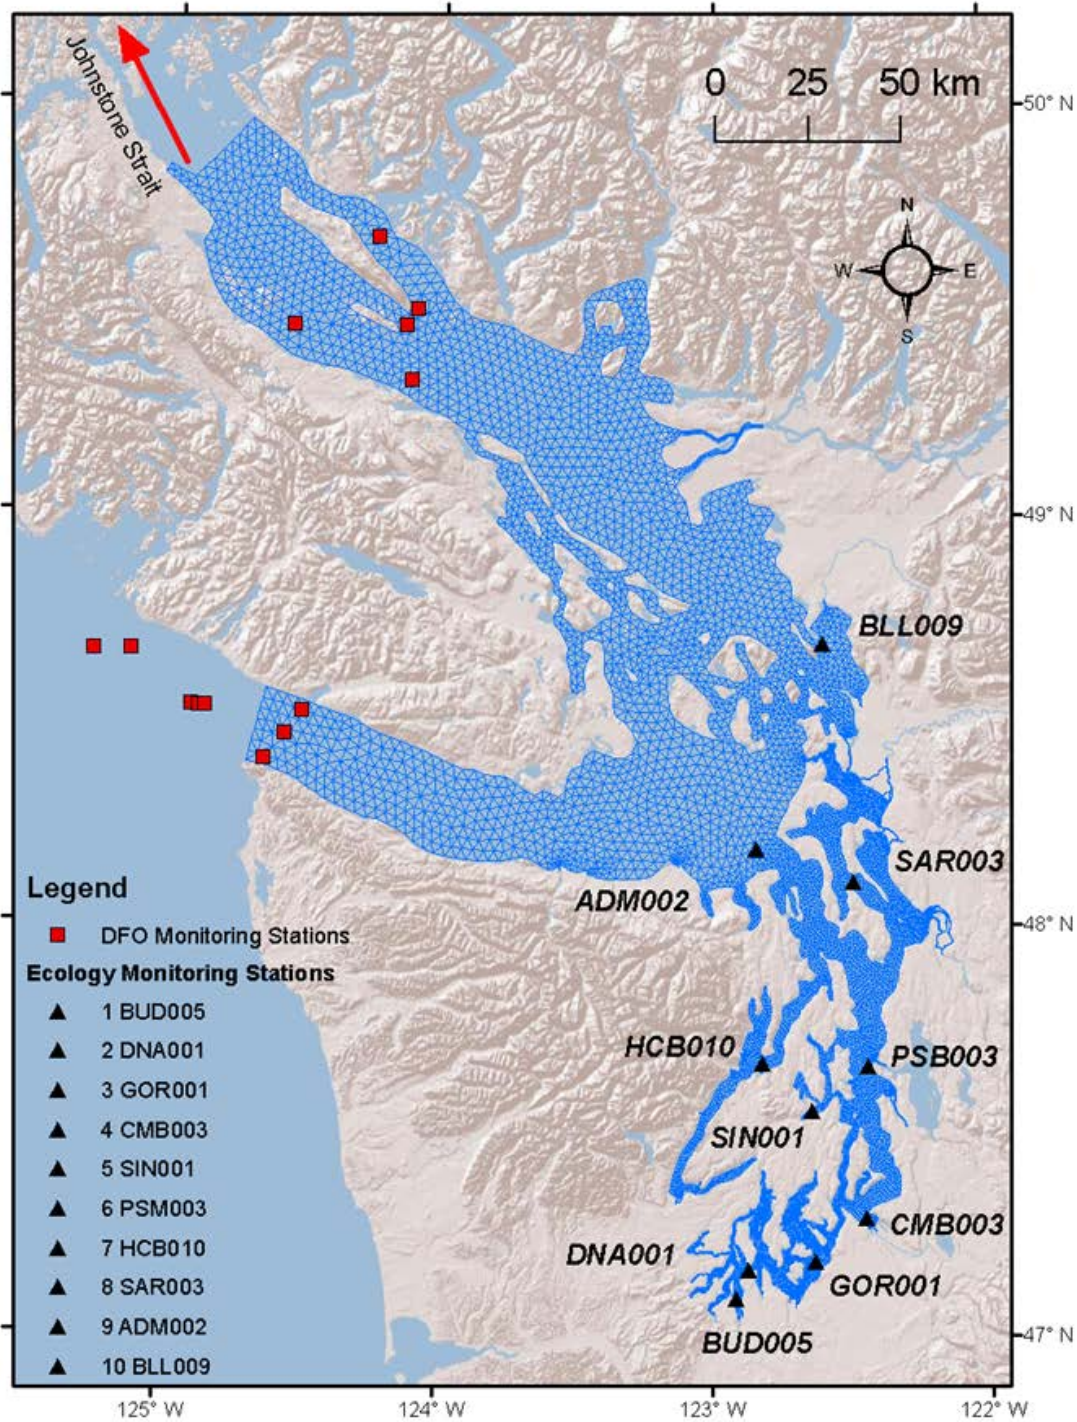 Johnstone Strait
0 25 50 km
50° N
N
W E
S
49° N
BLL009
SAR003
ADM002
48° N
Legend
DFO Monitoring Stations
Ecology Monitoring Stations
1 BUD005
2 DNA001
3 GOR001
4 CMB003
5 SIN001
6 PSM003
7 HCB010
8 SAR003
9 ADM002
10 BLL009
HCB010
PSB003
SIN001
CMB003
DNA001
GOR001
BUD005
47° N
125° W 124° W 123° W 122° W